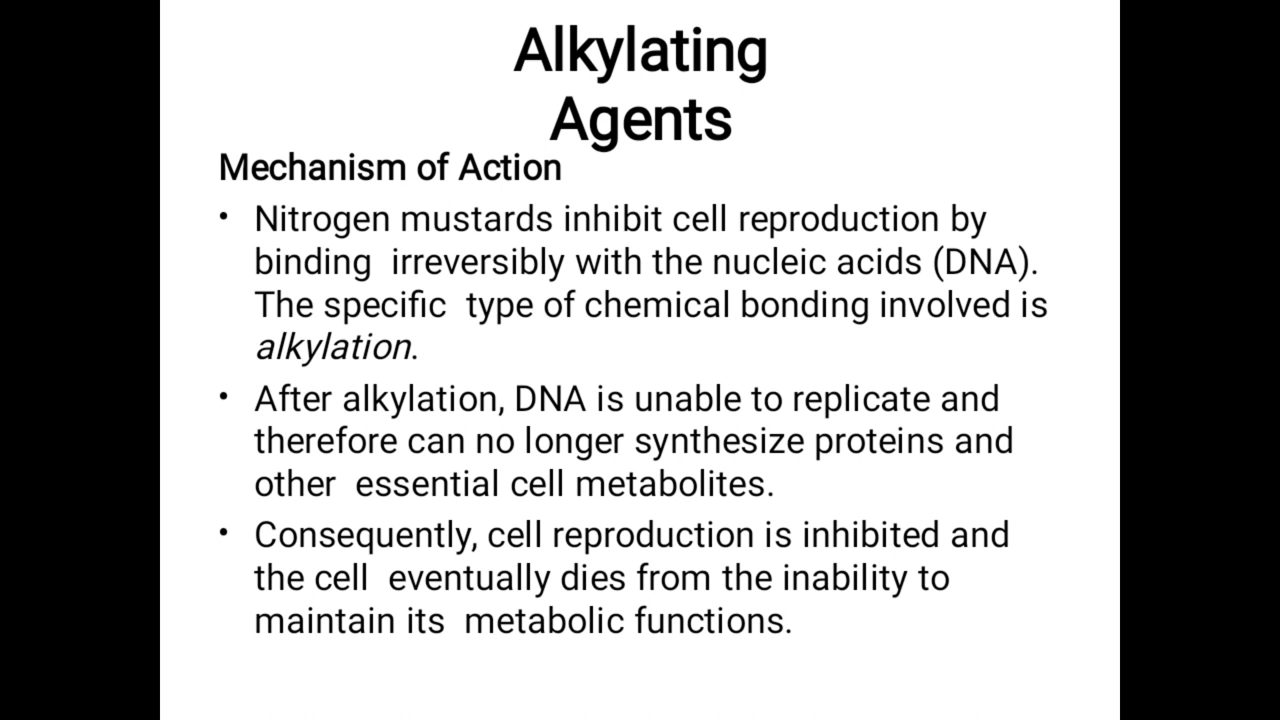 Alkylating
Agents
Mechanism of Action
• Nitrogen mustards inhibit cell reproduction by
binding irreversibly with the nucleic acids (DNA).
The specific type of chemical bonding involved is
alkylation.
• After alkylation, DNA is unable to replicate and
therefore can no longer synthesize proteins and
other essential cell metabolites.
• Consequently, cell reproduction is inhibited and
the cell eventually dies from the inability to
maintain its metabolic functions.